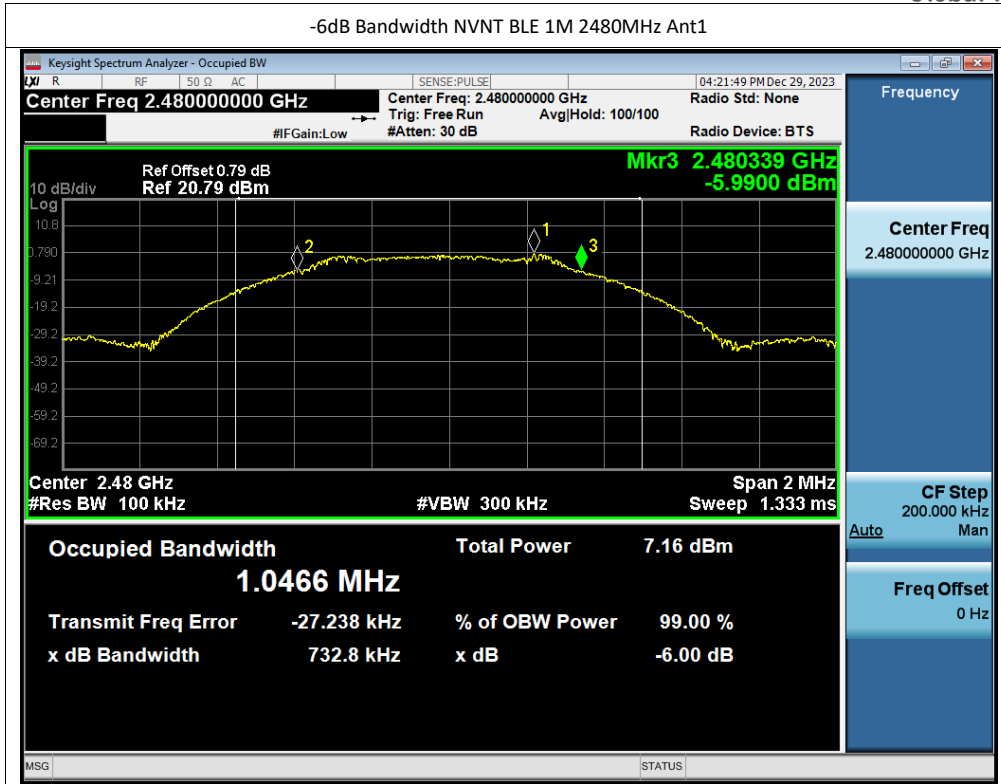 -6dB Bandwidth NVNT BLE 1M 2480MHz Ant1
Keysight Spectrum Analyzer - Occupied BW
LXI R RF 50 Ω AC SENSE:PULSE 04:21:49 PM Dec 29, 2023
Center Freq 2.480000000 GHz Center Freq: 2.480000000 GHz Radio Std: None
Trig: Free Run Avg|Hold: 100/100
#IFGain:Low #Atten: 30 dB Radio Device: BTS
Frequency
Mkr3 2.480339 GHz
-5.9900 dBm
Ref Offset 0.79 dB
10 dB/div Ref 20.79 dBm
Log
10.8
0.790
-9.21
-19.2
-29.2
-39.2
-49.2
-59.2
-69.2
2
1
3
Center 2.48 GHz Span 2 MHz
#Res BW 100 kHz #VBW 300 kHz Sweep 1.333 ms
Occupied Bandwidth Total Power 7.16 dBm
1.0466 MHz
Transmit Freq Error -27.238 kHz % of OBW Power 99.00 %
x dB Bandwidth 732.8 kHz x dB -6.00 dB
Center Freq
2.480000000 GHz
CF Step
200.000 kHz
Auto Man
Freq Offset
0 Hz
MSG STATUS